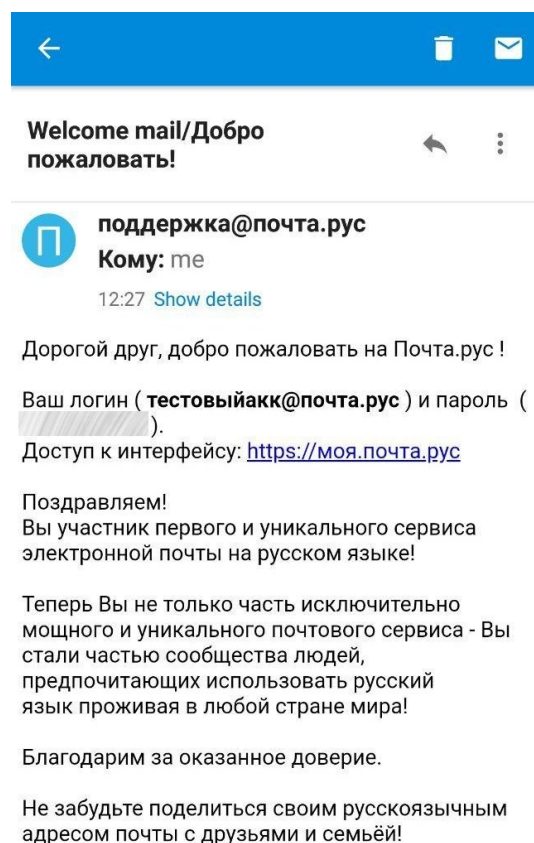 Welcome mail/Добро
пожаловать!
П
поддержка@почта.рус
Кому: me
12:27 Show details
Дорогой друг, добро пожаловать на Почта.рус !
Ваш логин ( тестовыйакк@почта.рус ) и пароль (
).
Доступ к интерфейсу: https://моя.почта.рус
Поздравляем!
Вы участник первого и уникального сервиса
электронной почты на русском языке!
Теперь Вы не только часть исключительно
мощного и уникального почтового сервиса - Вы
стали частью сообщества людей,
предпочитающих использовать русский
язык проживая в любой стране мира!
Благодарим за оказанное доверие.
Не забудьте поделиться своим русскоязычным
адресом почты с друзьями и семьёй!